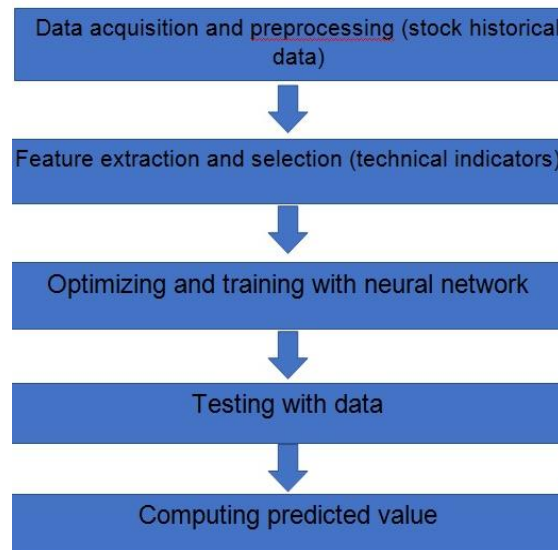 Data acquisition and preprocessing (stock historical
data)
Feature extraction and selection (technical indicators)
Optimizing and training with neural network
Testing with data
Computing predicted value